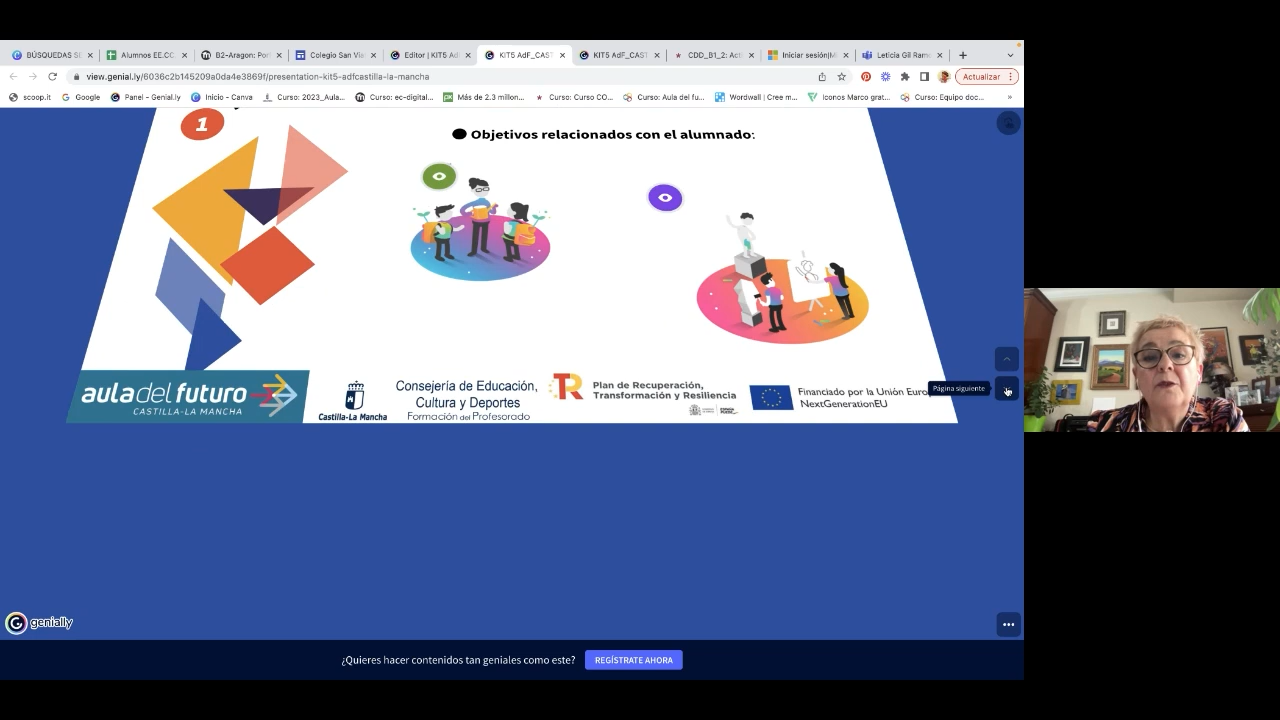 BÚSQUEDAS SI
Alumnos EE.CC
B2-Aragon: Por
Colegio San Vi
Editor | KIT5 Ad
KIT5 AdF_CAST
KIT5 AdF_CAST
CDD_B1_2: Act
Iniciar sesión|M
Leticia Gil Ram
view.genial.ly/6036c2b145209a0da4e3869f/presentation-kit5-adfcastilla-la-mancha
Actualizar
scoop.it
Google
Panel - Genial.ly
Inicio - Canva
Curso: 2023_Aula...
Curso: ec-digital...
Más de 2.3 millon...
Curso: Curso CO...
Curso: Aula del fu...
Wordwall | Cree m...
Iconos Marco grat...
Curso: Equipo doc...
1
Objetivos relacionados con el alumnado:
Página siguiente
auladelfuturo
CASTILLA-LA MANCHA
Castilla-La Mancha
Consejería de Educación,
Cultura y Deportes
Formación del Profesorado
Plan de Recuperación,
Transformación y Resiliencia
Financiado por la Unión Euro
NextGenerationEU
genially
¿Quieres hacer contenidos tan geniales como este?
REGÍSTRATE AHORA